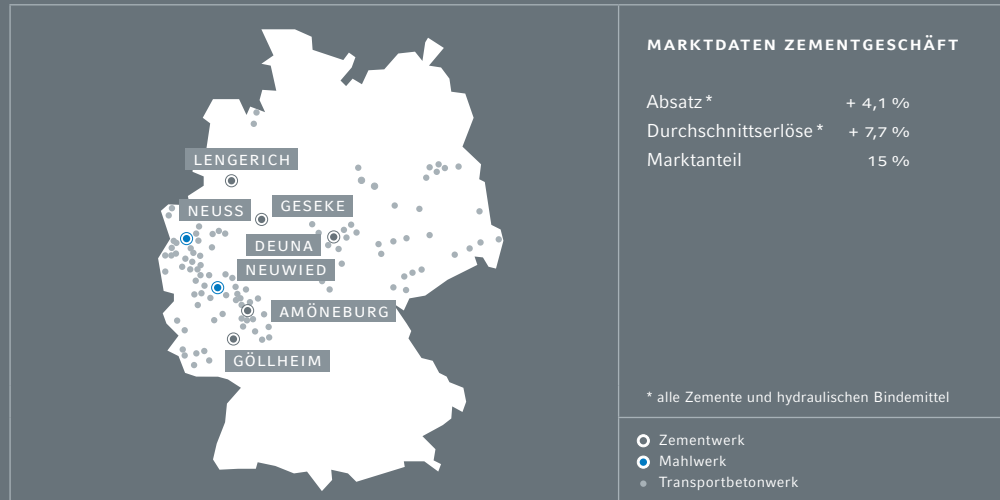 LENGERICH
NEUSS
GESEKE
DEUNA
NEUWIED
AMÖNEBURG
GÖLLHEIM
MARKTDATEN ZEMENTGESCHÄFT
Absatz * + 4,1 %
Durchschnittserlöse * + 7,7 %
Marktanteil 15 %
* alle Zemente und hydraulischen Bindemittel
Zementwerk
Mahlwerk
Transportbetonwerk